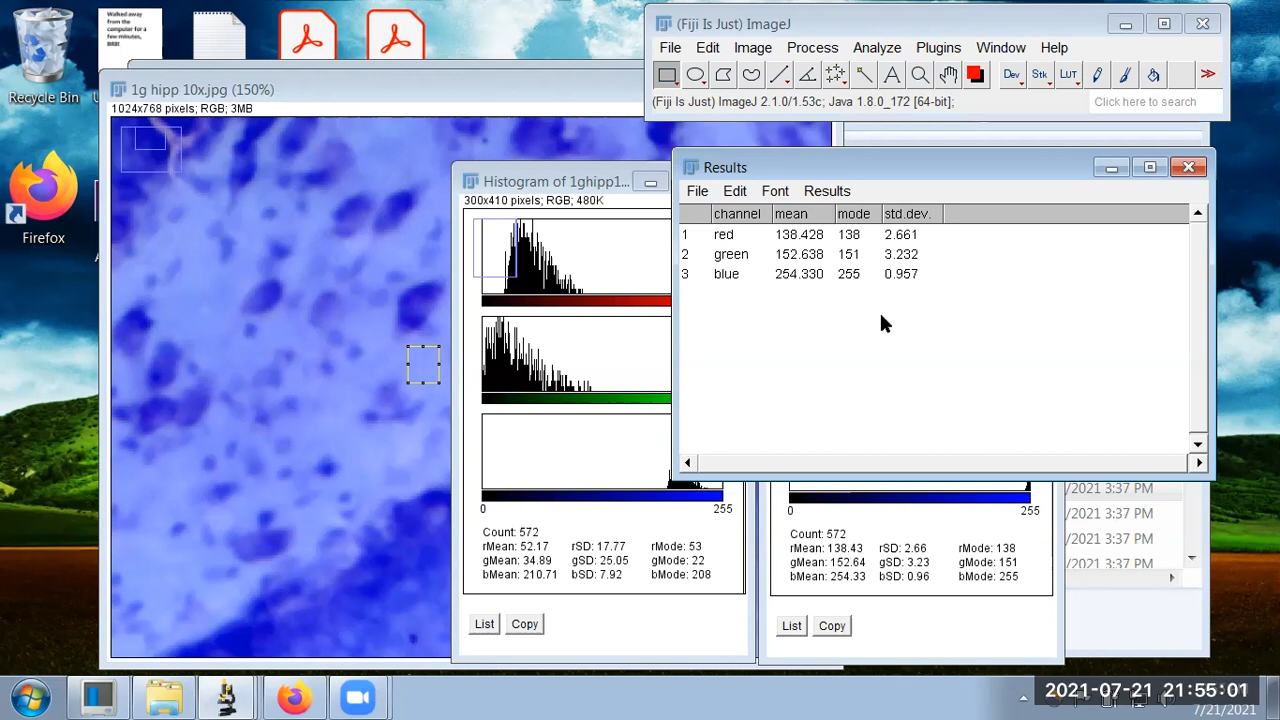 Walked away
from the
computer for a
few minutes,
BRB!
Recycle Bin
Firefox
1g hipp 10x.jpg (150%)
1024x768 pixels; RGB; 3MB
(Fiji Is Just) ImageJ
File Edit Image Process Analyze Plugins Window Help
Dev Stk LUT
(Fiji Is Just) ImageJ 2.1.0/1.53c; Java 1.8.0_172 [64-bit];
Click here to search
Histogram of 1ghipp1...
300x410 pixels; RGB; 480K
0 255
Count: 572
rMean: 52.17 rSD: 17.77 rMode: 53
gMean: 34.85 gSD: 25.05 gMode: 22
bMean: 210.71 bSD: 7.92 bMode: 208
List Copy
Results
File Edit Font Results
channel mean mode std.dev.
1 red 138.428 138 2.661
2 green 152.638 151 3.232
3 blue 254.330 255 0.957
0 255
Count: 572
rMean: 138.43 rSD: 2.66 rMode: 138
gMean: 152.64 gSD: 3.23 gMode: 151
bMean: 254.33 bSD: 0.96 bMode: 255
List Copy
/2021 3:37 PM
/2021 3:37 PM
/2021 3:37 PM
/2021 3:37 PM
2021-07-21 21:55:01
7/21/2021